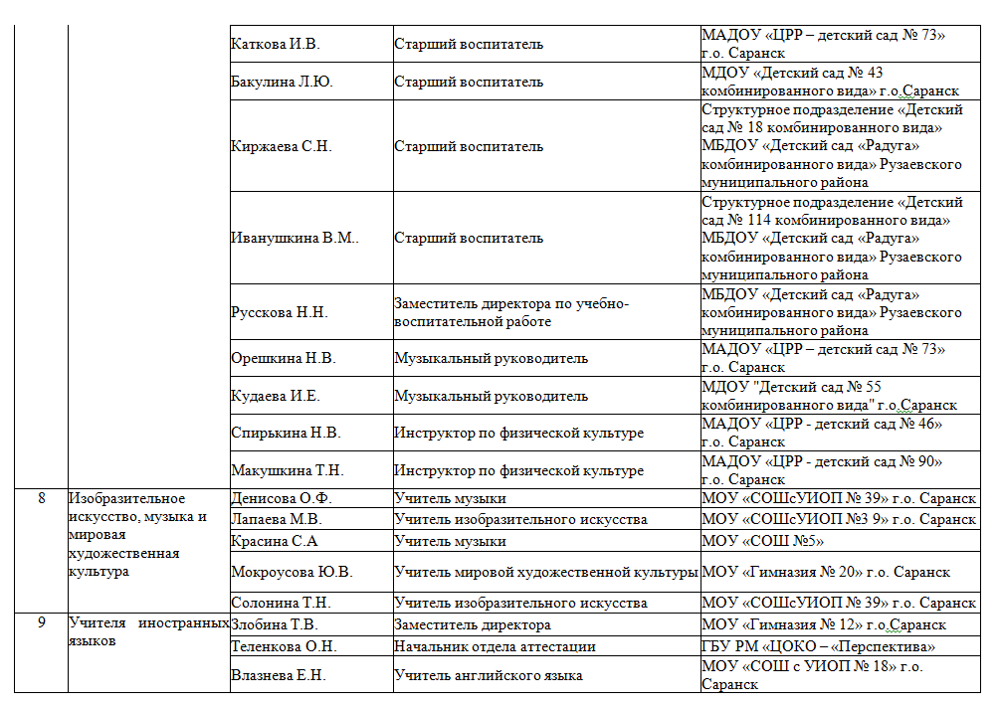 Каткова И.В. Старший воспитатель МАДОУ «ЦРР – детский сад № 73»
г.о. Саранск
Бакулина Л.Ю. Старший воспитатель МДОУ «Детский сад № 43
комбинированного вида» г.о.Саранск
Киржаева С.Н. Старший воспитатель Структурное подразделение «Детский
сад № 18 комбинированного вида»
МБДОУ «Детский сад «Радуга»
комбинированного вида» Рузаевского
муниципального района
Иванушкина В.М.. Старший воспитатель Структурное подразделение «Детский
сад № 114 комбинированного вида»
МБДОУ «Детский сад «Радуга»
комбинированного вида» Рузаевского
муниципального района
Русскова Н.Н. Заместитель директора по учебно-
воспитательной работе
МБДОУ «Детский сад «Радуга»
комбинированного вида» Рузаевского
муниципального района
Орешкина Н.В. Музыкальный руководитель МАДОУ «ЦРР – детский сад № 73»
г.о. Саранск
Кудаева И.Е. Музыкальный руководитель МДОУ "Детский сад № 55
комбинированного вида" г.о.Саранск
Спирькина Н.В. Инструктор по физической культуре МАДОУ «ЦРР - детский сад № 46»
г.о. Саранск
Макушкина Т.Н. Инструктор по физической культуре МАДОУ «ЦРР - детский сад № 90»
г.о. Саранск
8 Изобразительное
искусство, музыка и
мировая
художественная
культура
Денисова О.Ф. Учитель музыки МОУ «СОШсУИОП № 39» г.о. Саранск
Лапаева М.В. Учитель изобразительного искусства МОУ «СОШсУИОП №3 9» г.о. Саранск
Красина С.А Учитель музыки МОУ «СОШ №5»
Мокроусова Ю.В. Учитель мировой художественной культуры МОУ «Гимназия № 20» г.о. Саранск
Солонина Т.Н. Учитель изобразительного искусства МОУ «СОШсУИОП № 39» г.о. Саранск
9 Учителя иностранных
языков
Злобина Т.В. Заместитель директора МОУ «Гимназия № 12» г.о.Саранск
Теленкова О.Н. Начальник отдела аттестации ГБУ РМ «ЦОКО – «Перспектива»
Влазнева Е.Н. Учитель английского языка МОУ «СОШ с УИОП № 18» г.о.
Саранск